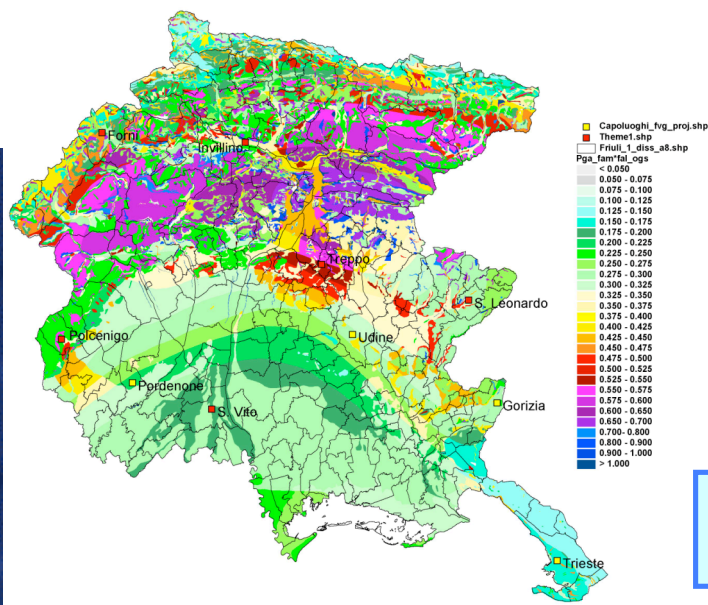 Forni
Invillino
Treppo
S. Leonardo
Polcenigo
Udine
Pordenone
Gorizia
S. Vito
Trieste
Capoluoghi_fvg_proj.shp
Theme1.shp
Friuli_1_diss_a8.shp
Pga_fam*fal_ogs
< 0.050
0.050 - 0.075
0.075 - 0.100
0.100 - 0.125
0.125 - 0.150
0.150 - 0.175
0.175 - 0.200
0.200 - 0.225
0.225 - 0.250
0.250 - 0.275
0.275 - 0.300
0.300 - 0.325
0.325 - 0.350
0.350 - 0.375
0.375 - 0.400
0.400 - 0.425
0.425 - 0.450
0.450 - 0.475
0.475 - 0.500
0.500 - 0.525
0.525 - 0.550
0.550 - 0.575
0.575 - 0.600
0.600 - 0.650
0.650 - 0.700
0.700- 0.800
0.800 - 0.900
0.900 - 1.000
> 1.000